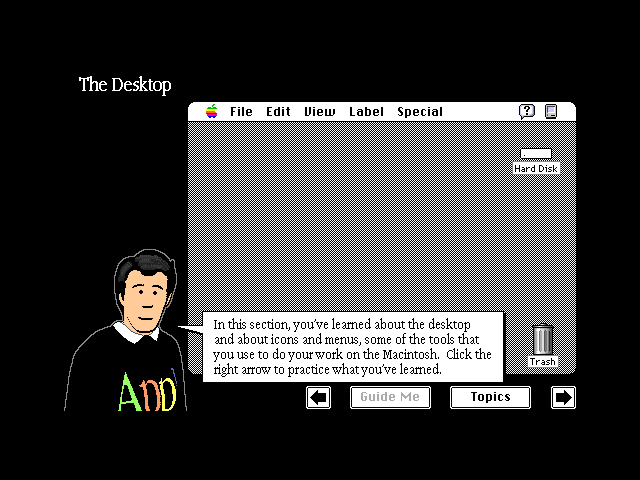 The Desktop
File Edit View Label Special
?
Hard Disk
In this section, you've learned about the desktop
and about icons and menus, some of the tools that
you use to do your work on the Macintosh. Click the
right arrow to practice what you've learned.
Trash
And
Guide Me Topics